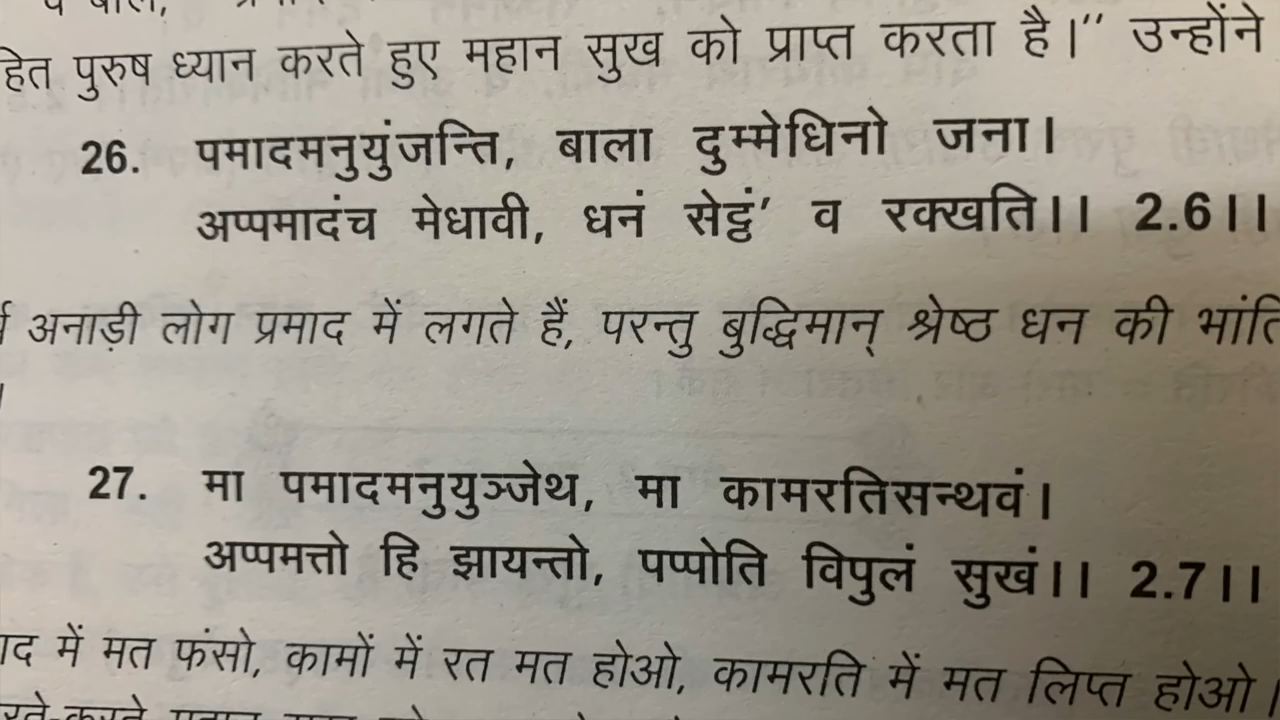 हित पुरुष ध्यान करते हुए महान सुख को प्राप्त करता है।" उन्होंने
26. पमादमनुयुंजन्ति, बाला दुम्मेधिनो जना।
अप्पमादंच मेधावी, धनं सेट्ठं' व रक्खति।। 2.6।।
अनाड़ी लोग प्रमाद में लगते हैं, परन्तु बुद्धिमान् श्रेष्ठ धन की भांति
27. मा पमादमनुयुञ्जेथ, मा कामरतिसन्थवं।
अप्पमत्तो हि झायन्तो, पप्पोति विपुलं सुखं।। 2.7।।
ाद में मत फंसो, कामों में रत मत होओ, कामरति में मत लिप्त होओ।